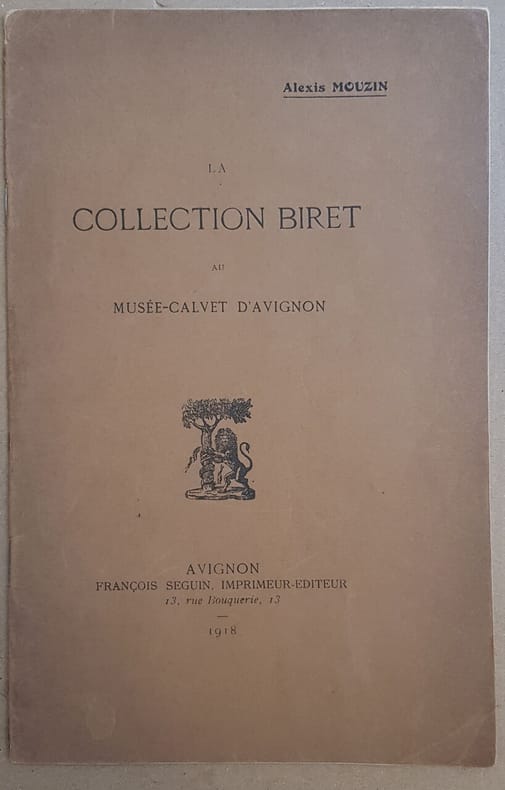 Alexis MOUZIN
LA
COLLECTION BIRET
AU
MUSÉE-CALVET D'AVIGNON
AVIGNON
FRANÇOIS SEGUIN, IMPRIMEUR-EDITEUR
13, rue Bouquerie, 13
1918